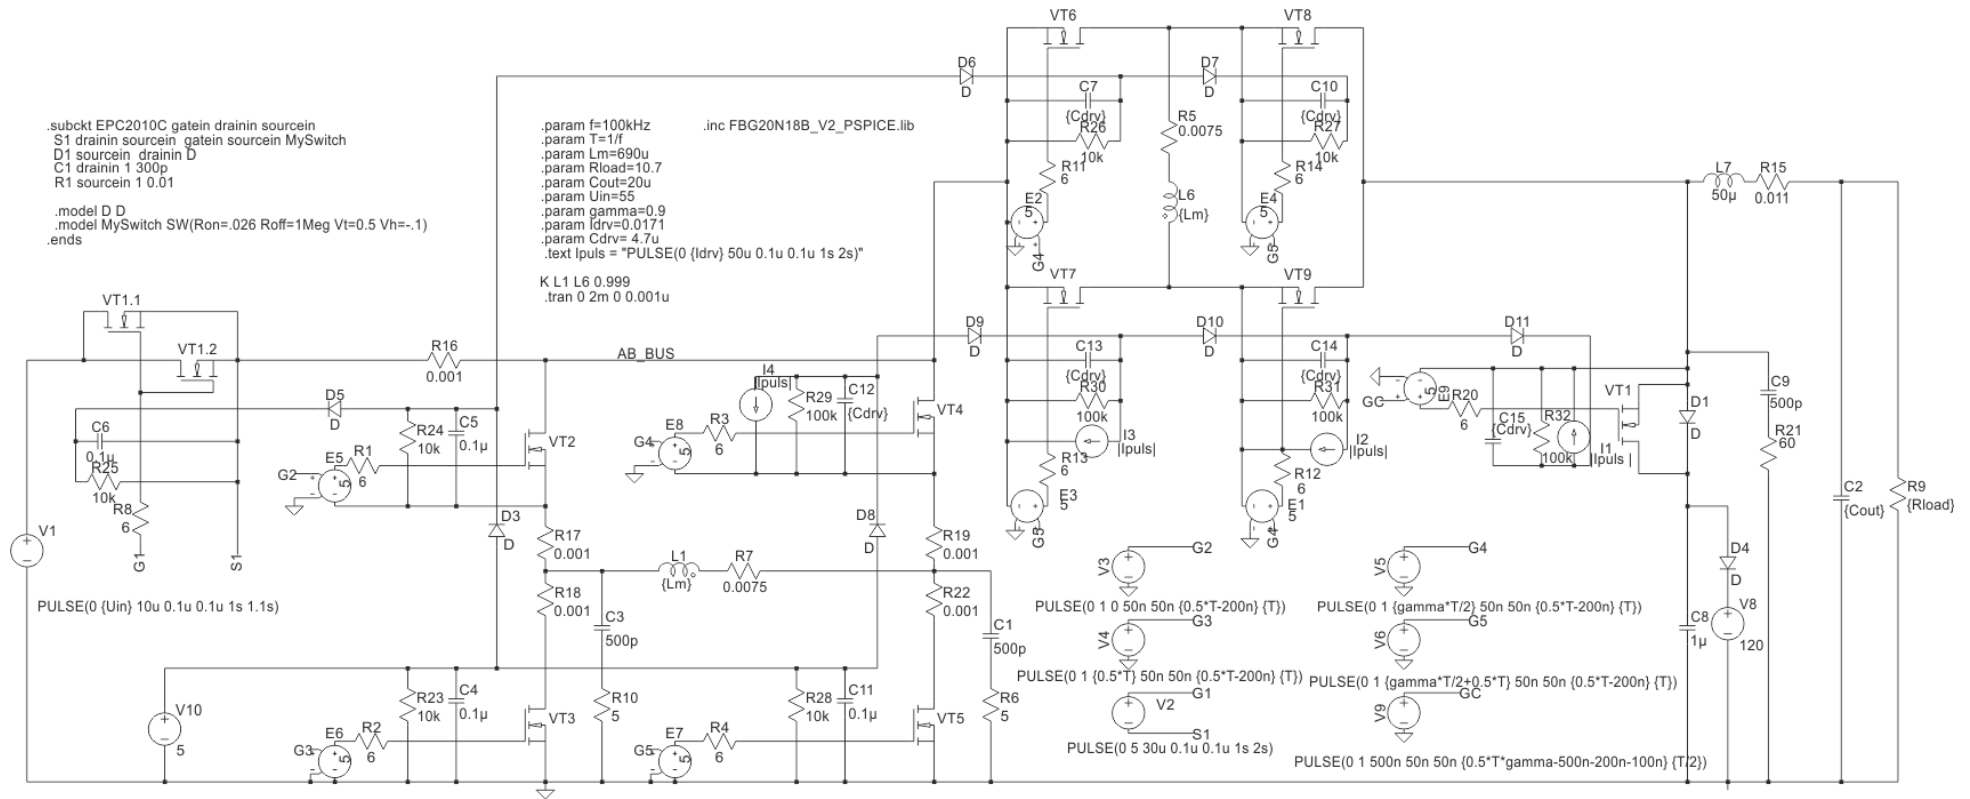 VT6
VT8
D6
D
D7
D
C7
{Cdrv}
R26
10k
C10
{Cdrv}
R27
10k
R5
0.0075
.subckt EPC2010C gatein drainin sourcein
S1 drainin sourcein  gatein sourcein MySwitch
D1 sourcein  drainin D
C1 drainin 1 300p
R1 sourcein 1 0.01
.model D D
.model MySwitch SW(Ron=.026 Roff=1Meg Vt=0.5 Vh=-.1)
.ends
.param f=100kHz
.inc FBG20N18B_V2_PSPICE.lib
.param T=1/f
.param Lm=690u
.param Rload=10.7
.param Cout=20u
.param Uin=55
.param gamma=0.9
.param Idrv=0.0171
.param Cdrv= 4.7u
.text Ipuls = "PULSE(0 {Idrv} 50u 0.1u 0.1u 1s 2s)"
K L1 L6 0.999
.tran 0 2m 0 0.001u
R11
6
R14
6
L7
50µ
R15
0.011
E2
5
L6
{Lm}
E4
5
G4
G5
VT7
VT9
VT1.1
VT1.2
R16
0.001
AB_BUS
D9
D
D10
D
D11
D
C13
{Cdrv}
R30
100k
C14
{Cdrv}
R31
100k
I4
Ipuls|
R29
100k
C12
{Cdrv}
VT4
GC
E9
5
R20
6
C15
{Cdrv}
R32
100k
I1
Ipuls |
VT1
D1
D
C9
500p
R21
60
D5
D
C6
0.1µ
R25
10k
R8
6
R24
10k
C5
0.1µ
VT2
G2
E5
5
R1
6
G4
E8
5
R3
6
I3
|Ipuls|
R13
6
I2
|Ipuls|
R12
6
E3
5
E1
5
G5
G4
C2
{Cout}
R9
{Rload}
V1
G1
S1
D3
D
R17
0.001
D8
D
R19
0.001
L1
{Lm}
R7
0.0075
R18
0.001
R22
0.001
C3
500p
C1
500p
PULSE(0 {Uin} 10u 0.1u 0.1u 1s 1.1s)
V3
G2
PULSE(0 1 0 50n 50n {0.5*T-200n} {T})
V5
G4
PULSE(0 1 {gamma*T/2} 50n 50n {0.5*T-200n} {T})
D4
D
V8
120
C8
1µ
V4
G3
PULSE(0 1 {0.5*T} 50n 50n {0.5*T-200n} {T})
V6
G5
PULSE(0 1 {gamma*T/2+0.5*T} 50n 50n {0.5*T-200n} {T})
V2
G1
S1
PULSE(0 5 30u 0.1u 0.1u 1s 2s)
V9
GC
PULSE(0 1 500n 50n 50n {0.5*T*gamma-500n-200n-100n} {T/2})
V10
5
R23
10k
C4
0.1µ
VT3
R10
5
R28
10k
C11
0.1µ
VT5
R6
5
G3
E6
5
R2
6
G5
E7
5
R4
6